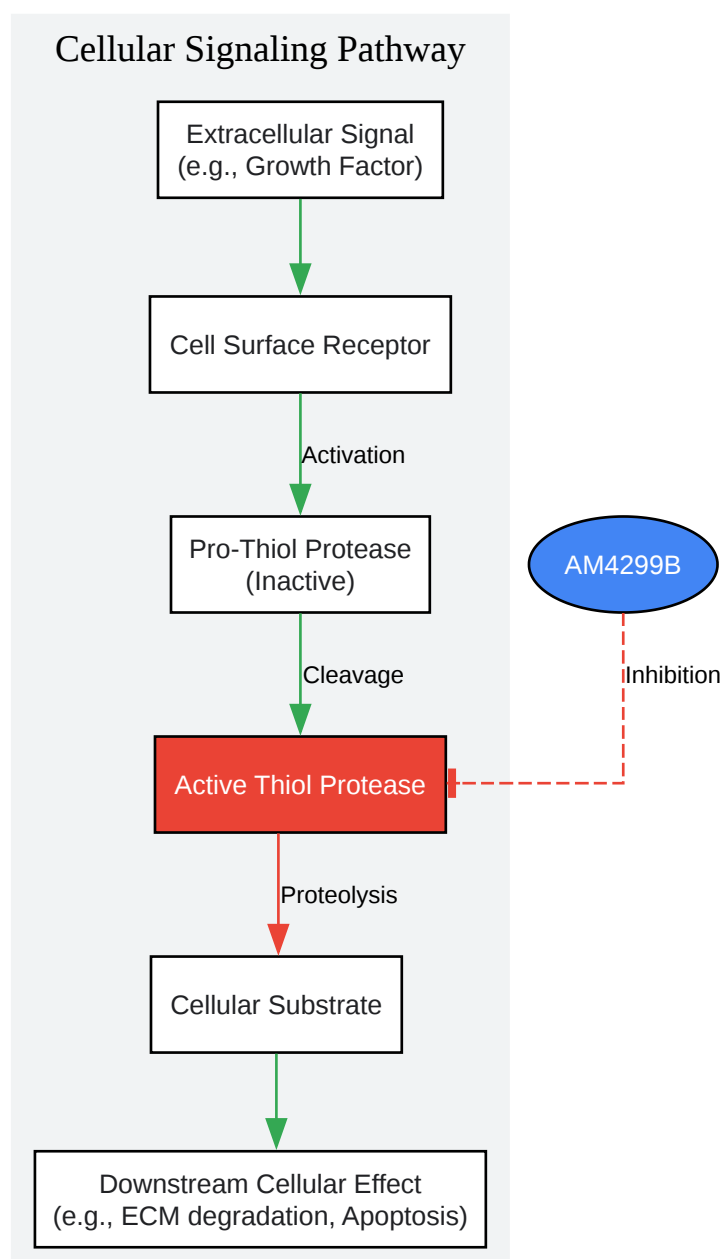 Cellular Signaling Pathway
Extracellular Signal
(e.g., Growth Factor)
Cell Surface Receptor
Activation
Pro-Thiol Protease
(Inactive)
AM4299B
Cleavage
Inhibition
Active Thiol Protease
Proteolysis
Cellular Substrate
Downstream Cellular Effect
(e.g., ECM degradation, Apoptosis)